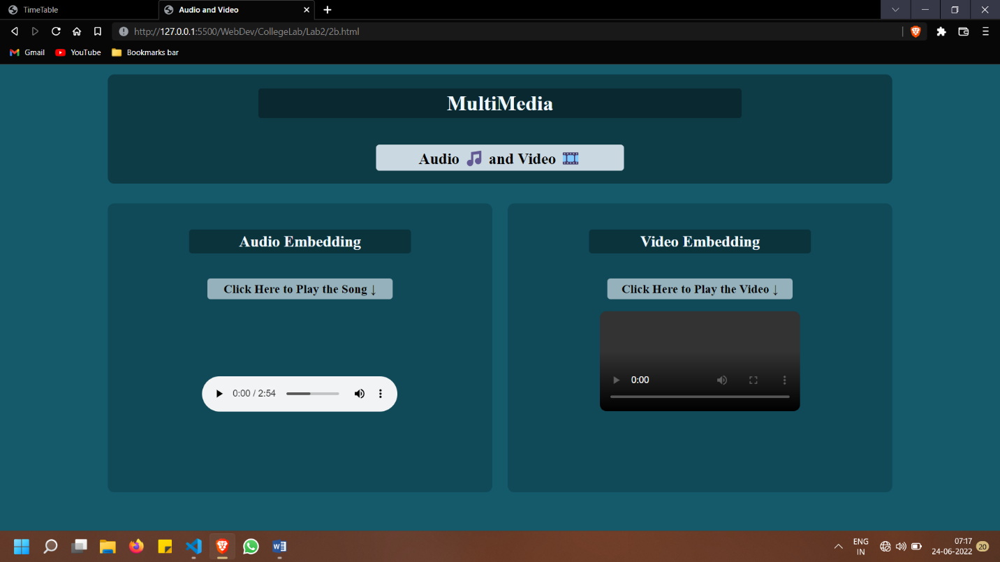 TimeTable
Audio and Video
http://127.0.0.1:5500/WebDev/CollegeLab/Lab2/2b.html
Gmail
YouTube
Bookmarks bar
MultiMedia
Audio 🎵 and Video 🎞️
Audio Embedding
Click Here to Play the Song ↓
0:00 / 2:54
Video Embedding
Click Here to Play the Video ↓
0:00
ENG
IN
07:17
24-06-2022
20